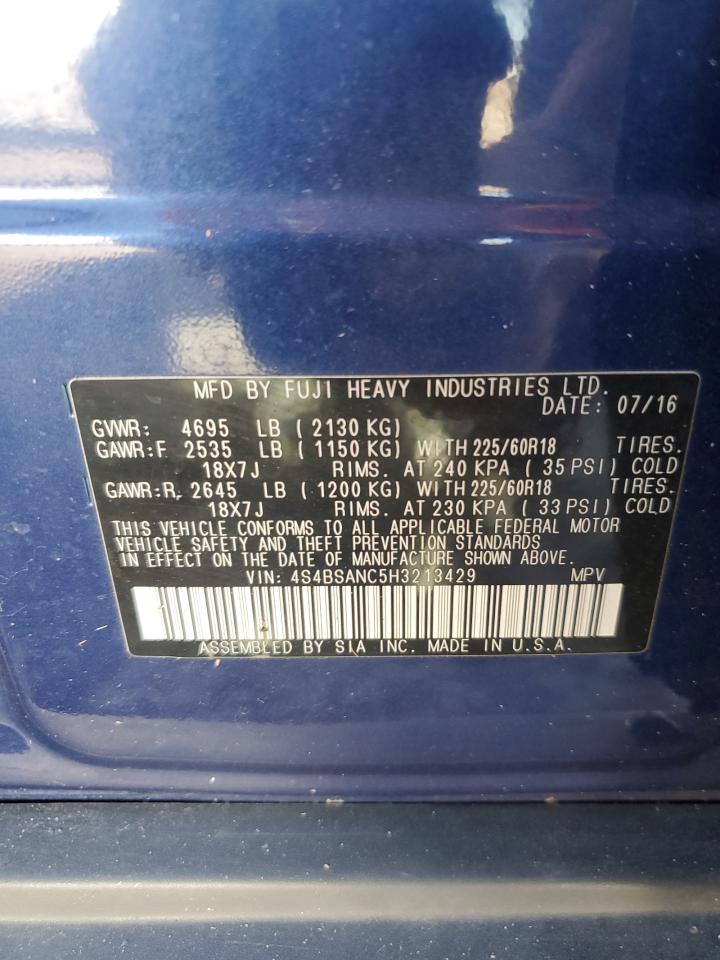 MFD BY FUJI HEAVY INDUSTRIES LTD.
DATE: 07/16
GVWR: 4695 LB ( 2130 KG)
GAWR:F. 2535 LB ( 1150 KG) WITH 225/60R18 TIRES.
18X7J RIMS. AT 240 KPA ( 35 PSI) COLD
GAWR:R. 2645 LB ( 1200 KG) WITH 225/60R18 TIRES.
18X7J RIMS. AT 230 KPA ( 33 PSI) COLD
THIS VEHICLE CONFORMS TO ALL APPLICABLE FEDERAL MOTOR
VEHICLE SAFETY AND THEFT PREVENTION STANDARDS
IN EFFECT ON THE DATE OF MANUFACTURE SHOWN ABOVE.
VIN: 4S4BSANC5H3213429 MPV
ASSEMBLED BY SIA INC. MADE IN U.S.A.